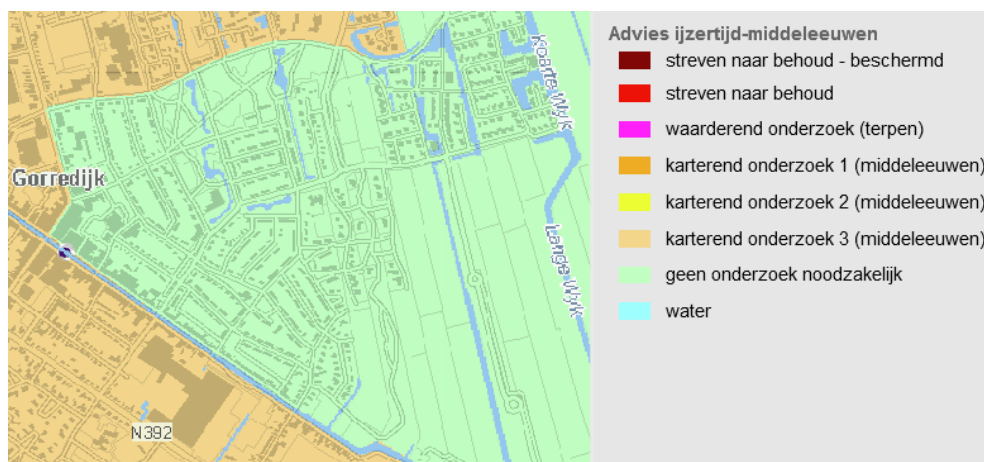 Koarte Wyk
Gorredijk
Lange Wyk
N392
Advies ijzertijd-middeleeuwen
streven naar behoud - beschermd
streven naar behoud
waarderend onderzoek (terpen)
karterend onderzoek 1 (middeleeuwen)
karterend onderzoek 2 (middeleeuwen)
karterend onderzoek 3 (middeleeuwen)
geen onderzoek noodzakelijk
water